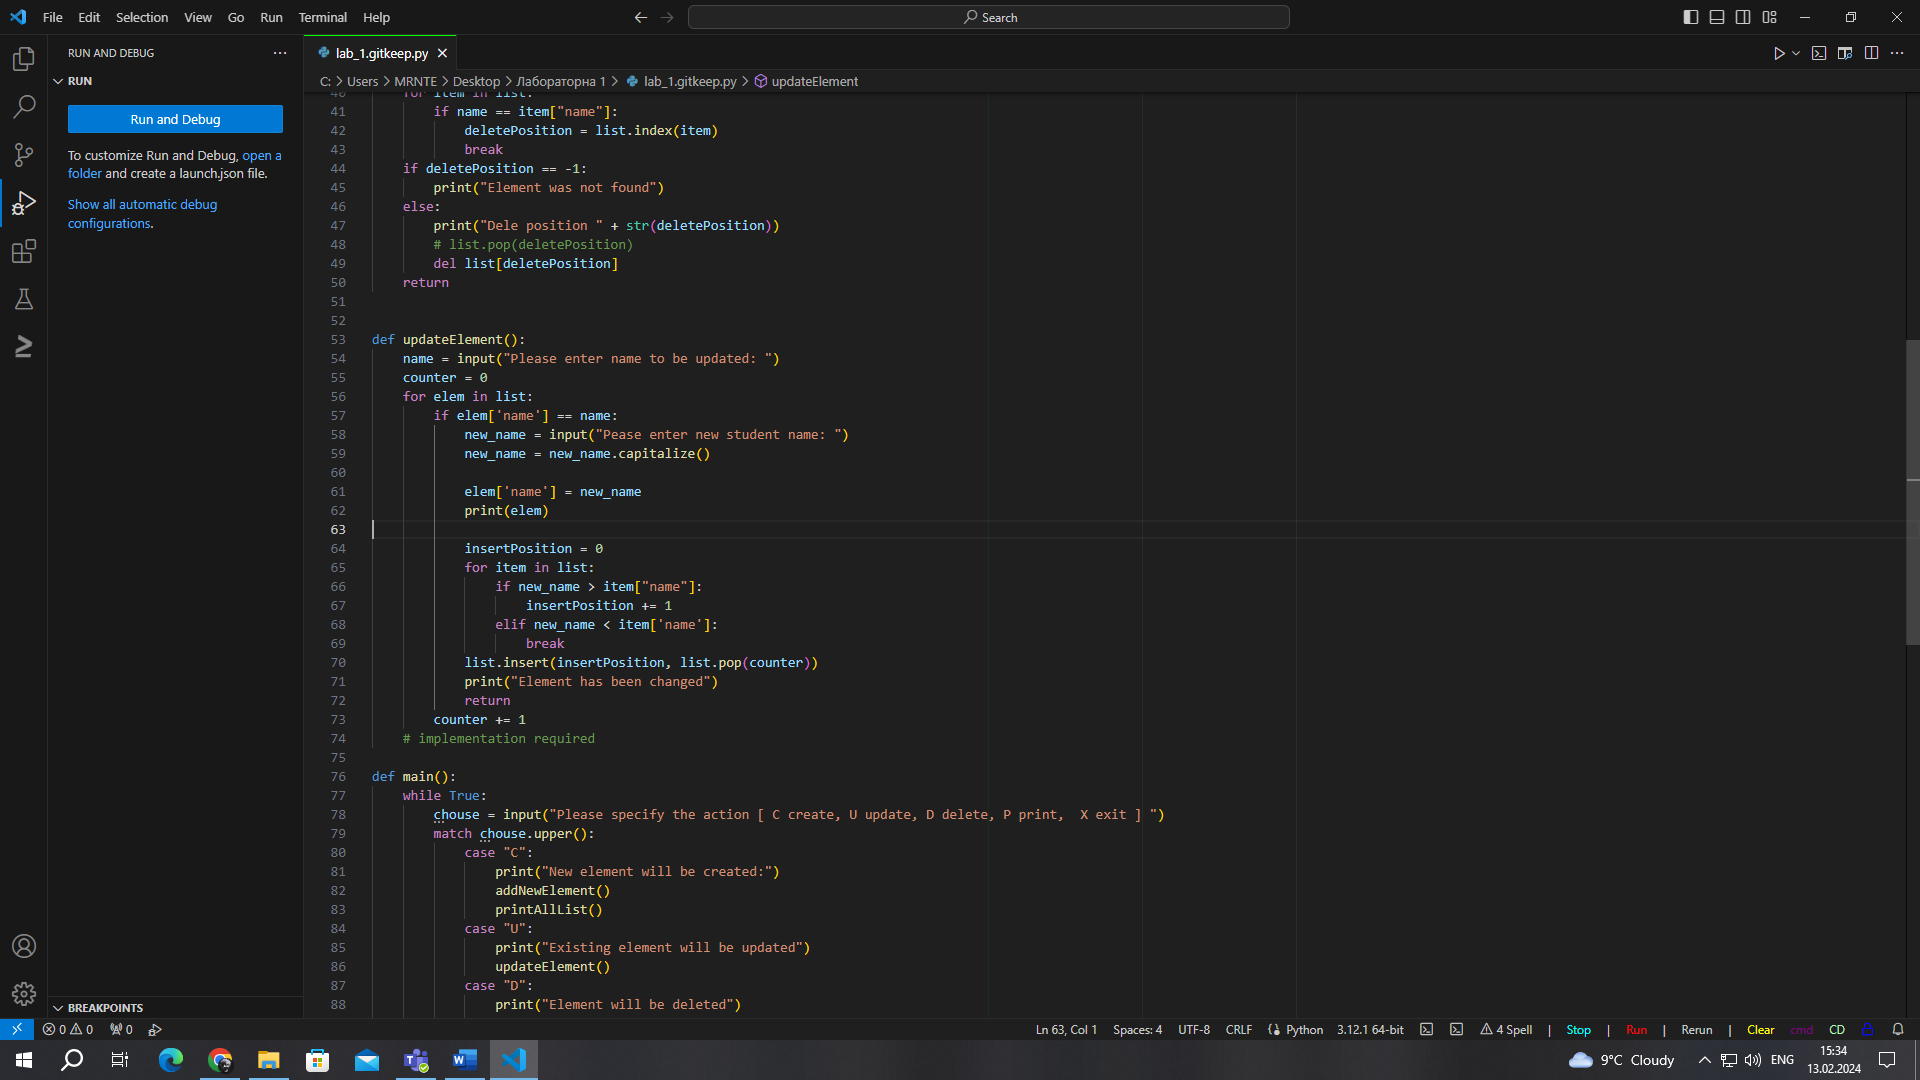 File Edit Selection View Go Run Terminal Help
Search
RUN AND DEBUG
RUN
Run and Debug
To customize Run and Debug, open a
folder and create a launch.json file.
Show all automatic debug
configurations.
BREAKPOINTS
lab_1.gitkeep.py
C: > Users > MRNTE > Desktop > Лабораторна 1 > lab_1.gitkeep.py > updateElement
40 for item in list:
41 if name == item["name"]:
42 deletePosition = list.index(item)
43 break
44 if deletePosition == -1:
45 print("Element was not found")
46 else:
47 print("Dele position " + str(deletePosition))
48 # list.pop(deletePosition)
49 del list[deletePosition]
50 return
51
52
53 def updateElement():
54 name = input("Please enter name to be updated: ")
55 counter = 0
56 for elem in list:
57 if elem['name'] == name:
58 new_name = input("Pease enter new student name: ")
59 new_name = new_name.capitalize()
60
61 elem['name'] = new_name
62 print(elem)
63
64 insertPosition = 0
65 for item in list:
66 if new_name > item["name"]:
67 insertPosition += 1
68 elif new_name < item['name']:
69 break
70 list.insert(insertPosition, list.pop(counter))
71 print("Element has been changed")
72 return
73 counter += 1
74 # implementation required
75
76 def main():
77 while True:
78 chouse = input("Please specify the action [ C create, U update, D delete, P print,  X exit ] ")
79 match chouse.upper():
80 case "C":
81 print("New element will be created:")
82 addNewElement()
83 printAllList()
84 case "U":
85 print("Existing element will be updated")
86 updateElement()
87 case "D":
88 print("Element will be deleted")
0 0 0 Ln 63, Col 1 Spaces: 4 UTF-8 CRLF Python 3.12.1 64-bit 4 Spell | Stop | Run | Rerun | Clear cmd CD
9°C Cloudy ENG 15:34
13.02.2024